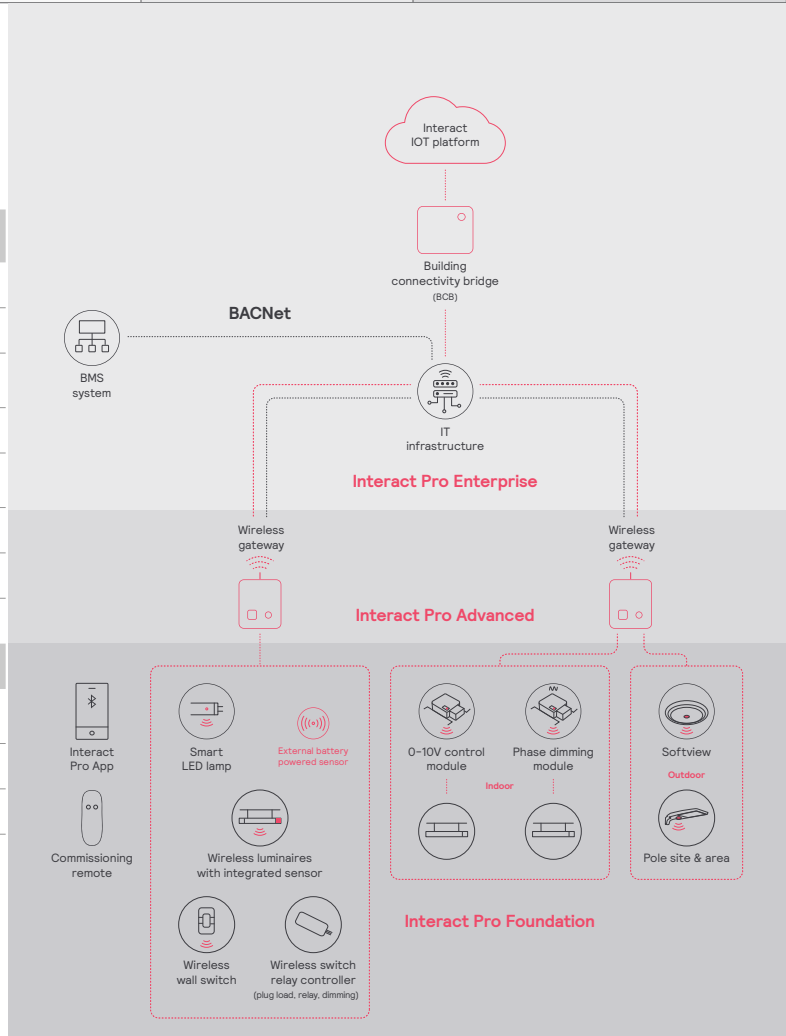 Interact
IOT platform
Building
connectivity bridge
(BCB)
BACNet
BMS
system
IT
infrastructure
Interact Pro Enterprise
Wireless
gateway
Wireless
gateway
Interact Pro Advanced
Interact
Pro App
Smart
LED lamp
External battery
powered sensor
0-10V control
module
Phase dimming
module
Softview
Indoor
Outdoor
Commissioning
remote
Wireless luminaires
with integrated sensor
Pole site & area
Interact Pro Foundation
Wireless
wall switch
Wireless switch
relay controller
(plug load, relay, dimming)